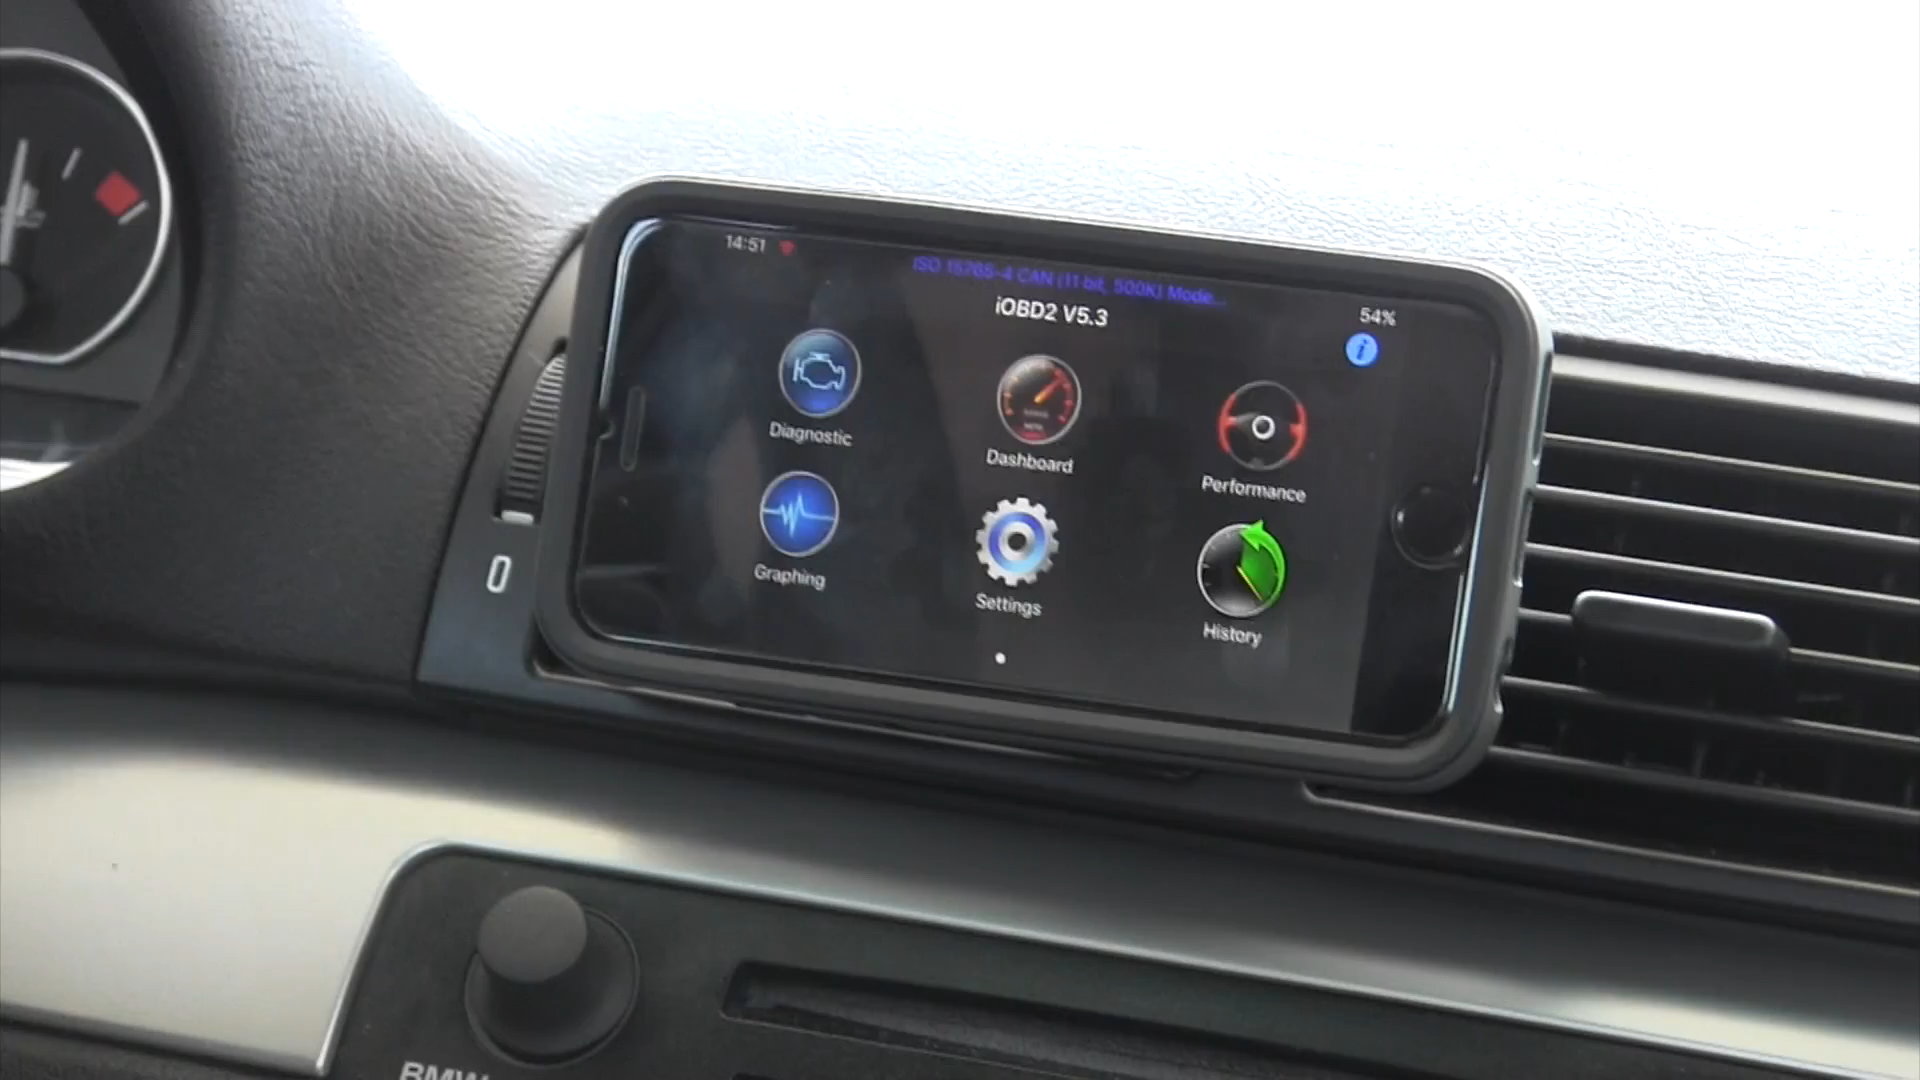 14:51
ISO 15765-4 CAN (11 bit, 500K) Mode...
iOBD2 V5.3
54%
i
Diagnostic
Dashboard
Performance
Graphing
Settings
History
0
BMW